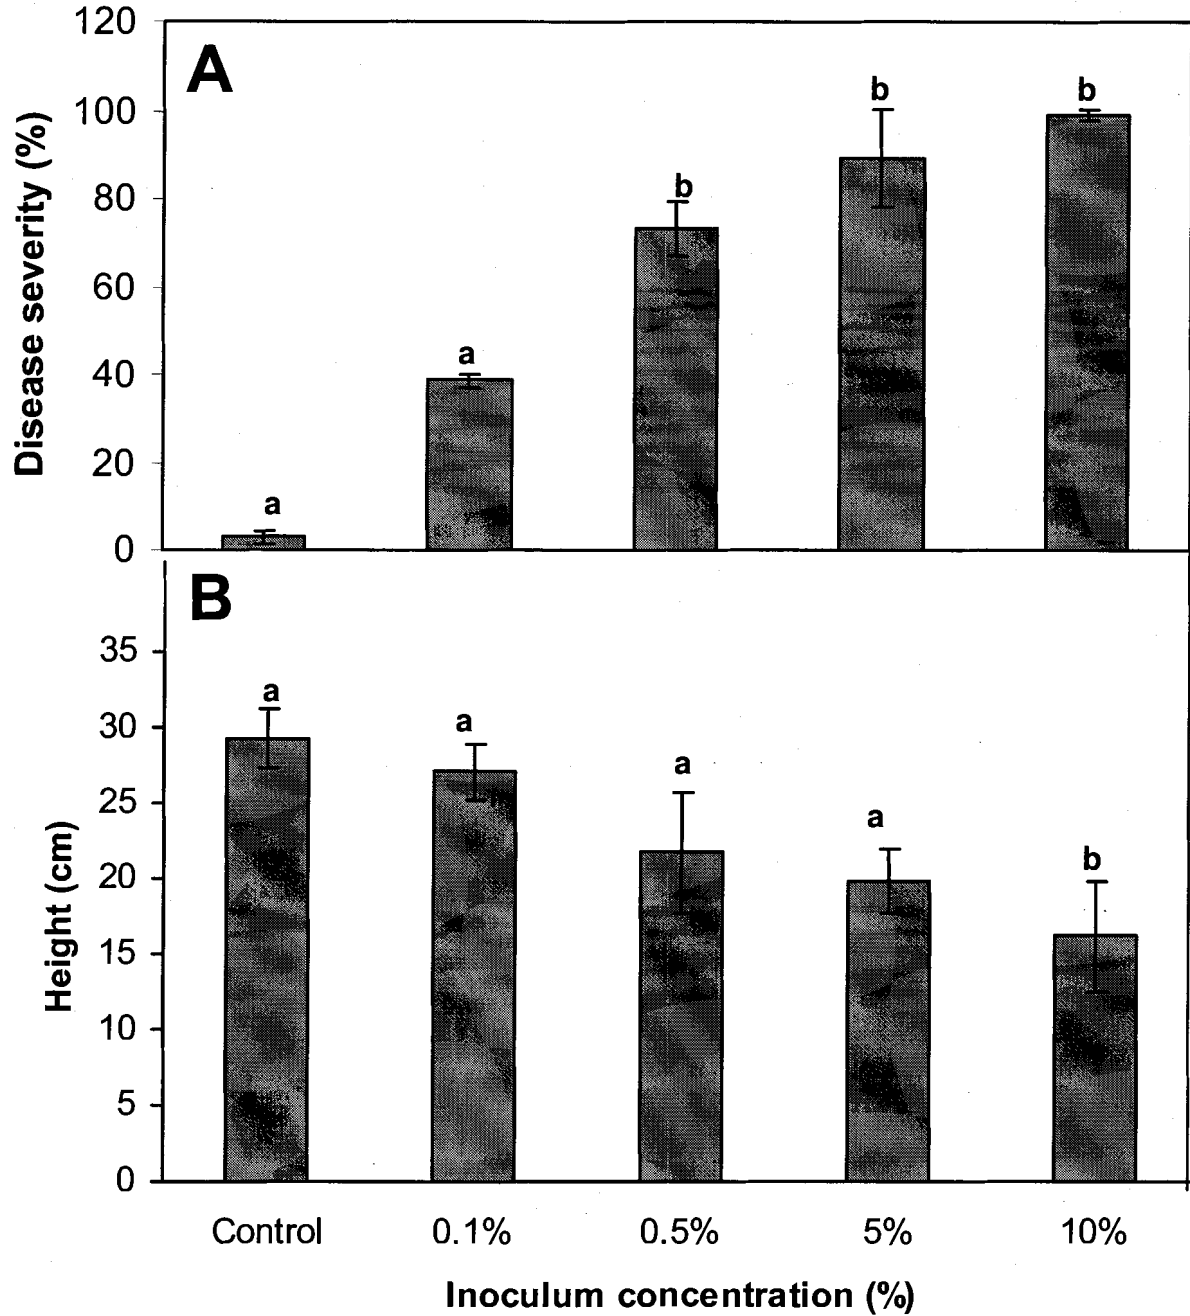 A
Disease severity (%)
120
100
80
60
40
20
0
a
a
b
b
b
B
Height (cm)
35
30
25
20
15
10
5
0
a
a
a
a
b
Control 0.1% 0.5% 5% 10%
Inoculum concentration (%)